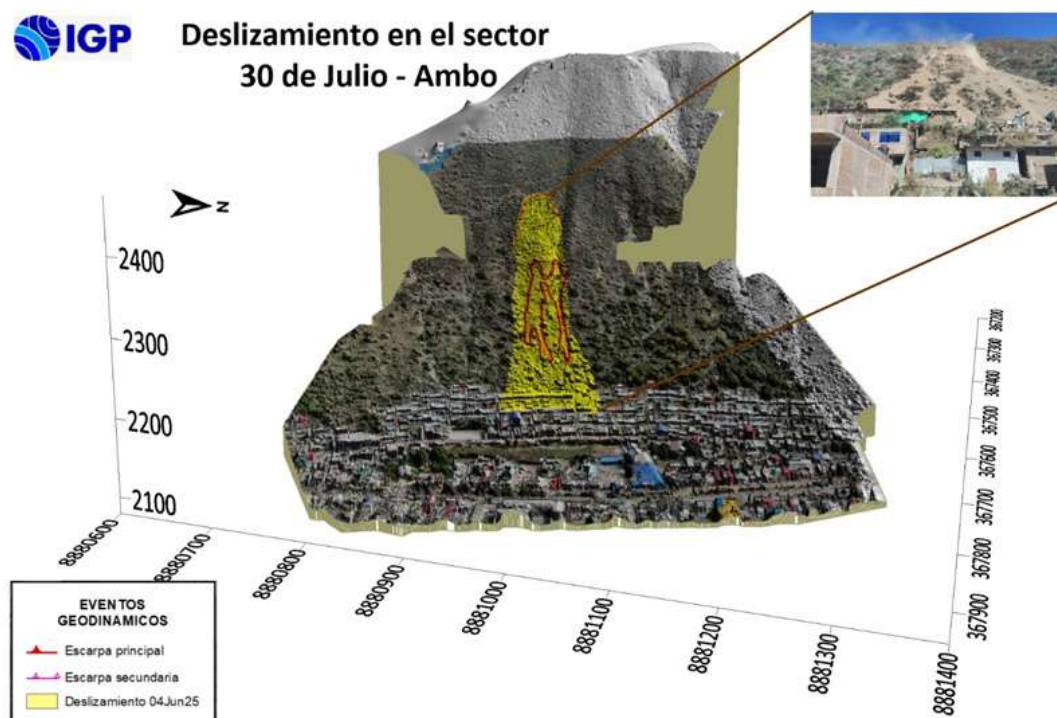 IGP
Deslizamiento en el sector
30 de Julio - Ambo
N
2400
2300
2200
2100
8880600
8880700
8880800
8880900
8881000
8881100
8881200
8881300
8881400
367200
367300
367400
367500
367600
367700
367800
367900
EVENTOS
GEODINAMICOS
Escarpa principal
Escarpa secundaria
Deslizamiento 04Jun25